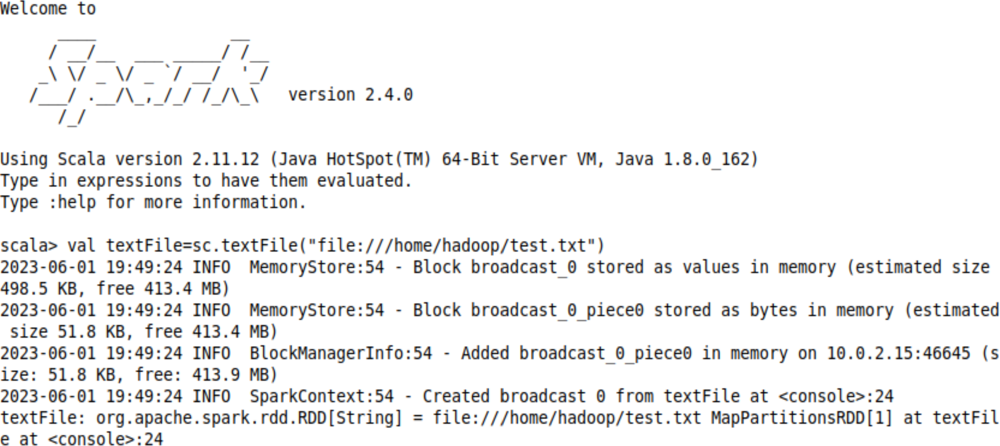 Welcome to
      ____              __
     / __/__  ___ _____/ /__
    _\ \/ _ \/ _ `/ __/  '_/
   /___/ .__/\_,_/_/ /_/\_\   version 2.4.0
      /_/
Using Scala version 2.11.12 (Java HotSpot(TM) 64-Bit Server VM, Java 1.8.0_162)
Type in expressions to have them evaluated.
Type :help for more information.
scala> val textFile=sc.textFile("file:///home/hadoop/test.txt")
2023-06-01 19:49:24 INFO  MemoryStore:54 - Block broadcast_0 stored as values in memory (estimated size
498.5 KB, free 413.4 MB)
2023-06-01 19:49:24 INFO  MemoryStore:54 - Block broadcast_0_piece0 stored as bytes in memory (estimated
 size 51.8 KB, free 413.4 MB)
2023-06-01 19:49:24 INFO  BlockManagerInfo:54 - Added broadcast_0_piece0 in memory on 10.0.2.15:46645 (s
ize: 51.8 KB, free: 413.9 MB)
2023-06-01 19:49:24 INFO  SparkContext:54 - Created broadcast 0 from textFile at <console>:24
textFile: org.apache.spark.rdd.RDD[String] = file:///home/hadoop/test.txt MapPartitionsRDD[1] at textFil
e at <console>:24